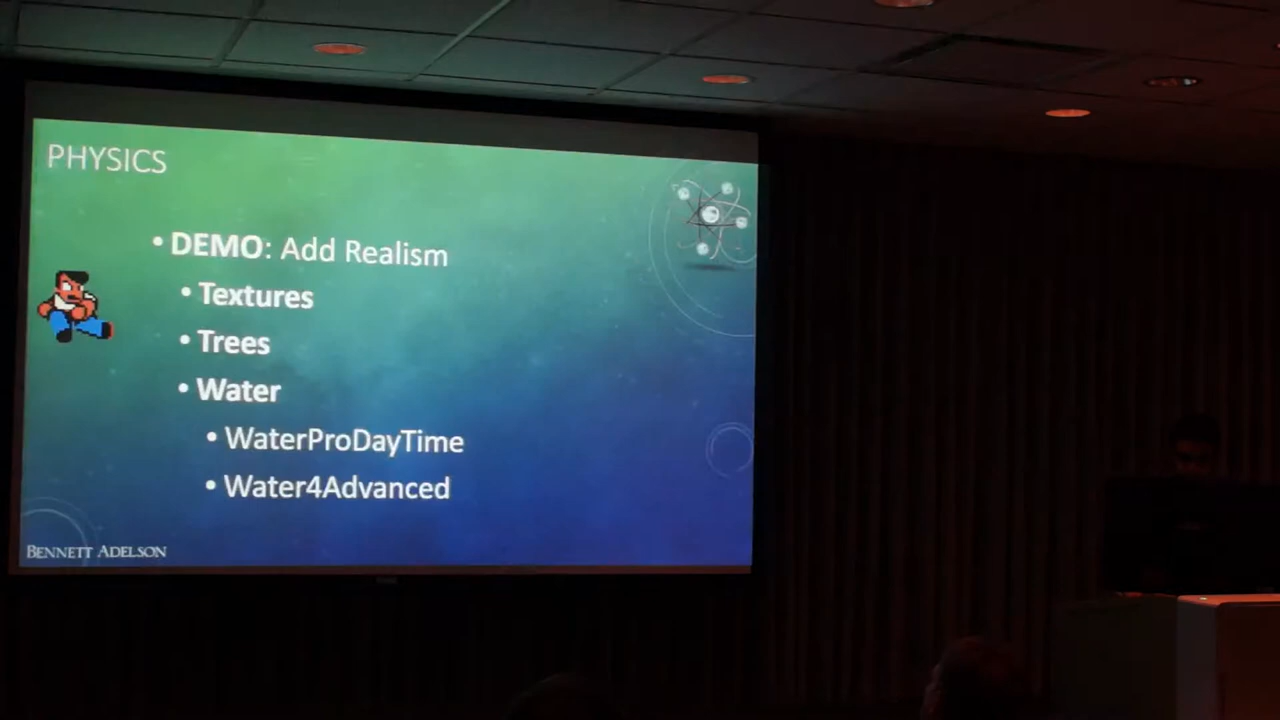 PHYSICS
• DEMO: Add Realism
• Textures
• Trees
• Water
• WaterProDayTime
• Water4Advanced
BENNETT ADELSON